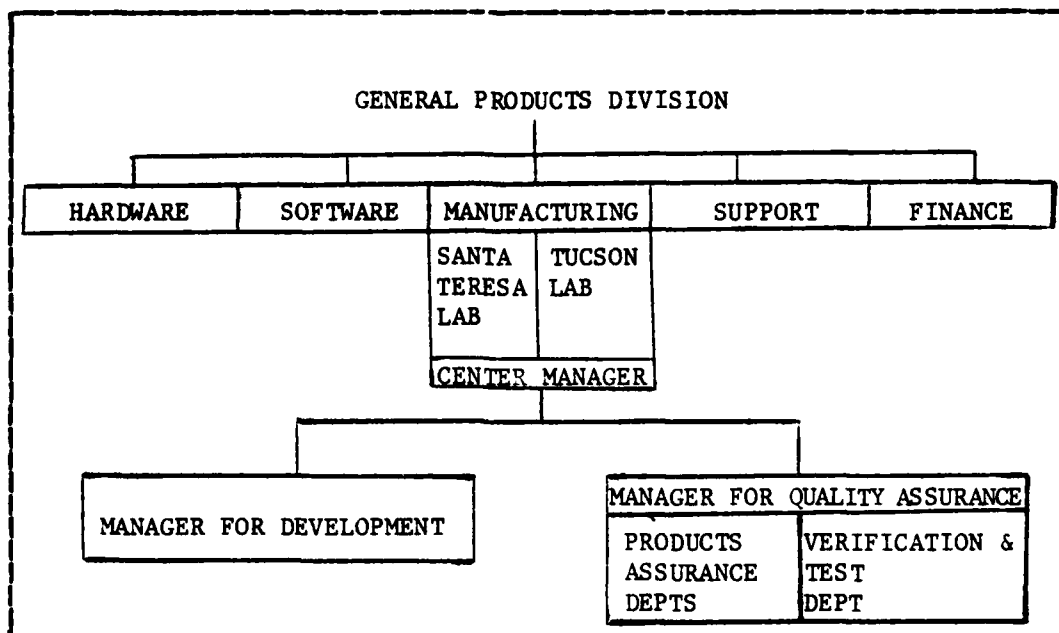 GENERAL PRODUCTS DIVISION
HARDWARE SOFTWARE MANUFACTURING SUPPORT FINANCE
SANTA TERESA LAB
TUCSON LAB
CENTER MANAGER
MANAGER FOR DEVELOPMENT
MANAGER FOR QUALITY ASSURANCE
PRODUCTS ASSURANCE DEPTS
VERIFICATION & TEST DEPT